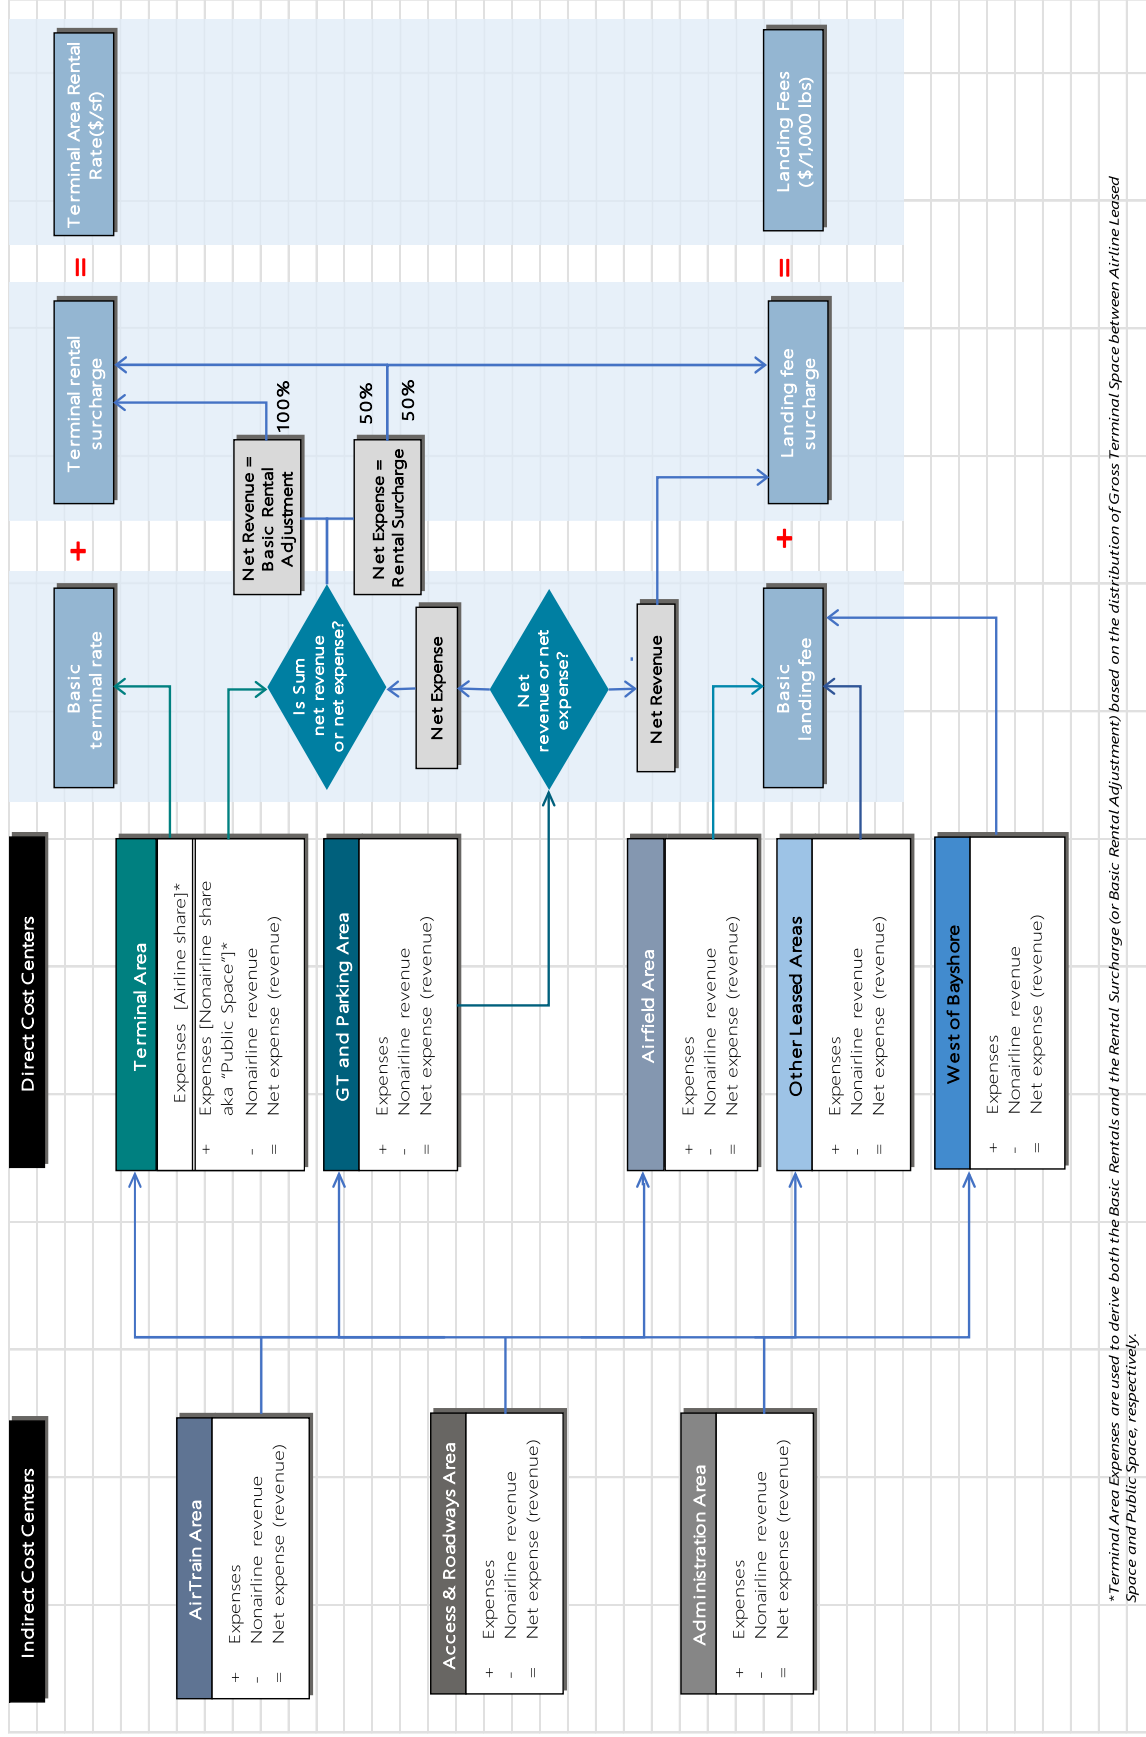 Indirect Cost Centers
AirTrain Area
+ Expenses
- Nonairline revenue
= Net expense (revenue)
Access & Roadways Area
+ Expenses
- Nonairline revenue
= Net expense (revenue)
Administration Area
+ Expenses
- Nonairline revenue
= Net expense (revenue)
Direct Cost Centers
Terminal Area
Expenses [Airline share]*
+ Expenses [Nonairline share
aka “Public Space”]*
- Nonairline revenue
= Net expense (revenue)
GT and Parking Area
+ Expenses
- Nonairline revenue
= Net expense (revenue)
Airfield Area
+ Expenses
- Nonairline revenue
= Net expense (revenue)
Other Leased Areas
+ Expenses
- Nonairline revenue
= Net expense (revenue)
West of Bayshore
+ Expenses
- Nonairline revenue
= Net expense (revenue)
Basic
terminal rate
Is Sum
net revenue
or net expense?
Net Expense
Net
revenue or net
expense?
Net Revenue
Basic
landing fee
+
Net Revenue =
Basic Rental
Adjustment
100%
Net Expense =
Rental Surcharge
50%
50%
+
Terminal rental
surcharge
Landing fee
surcharge
=
=
Terminal Area Rental
Rate($/sf)
Landing Fees
($/1,000 lbs)
*Terminal Area Expenses are used to derive both the Basic Rentals and the Rental Surcharge (or Basic Rental Adjustment) based on the distribution of Gross Terminal Space between Airline Leased
Space and Public Space, respectively.